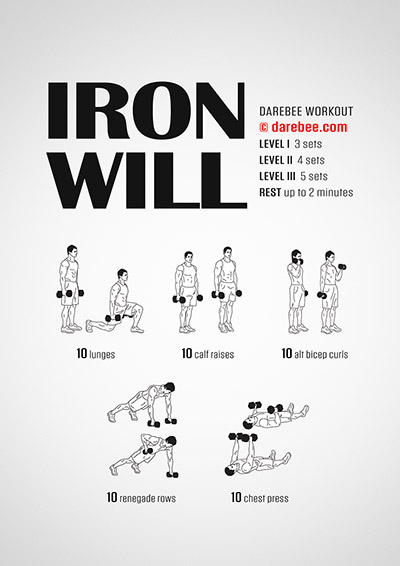 IRON
WILL
DAREBEE WORKOUT
© darebee.com
LEVEL I 3 sets
LEVEL II 4 sets
LEVEL III 5 sets
REST up to 2 minutes
10 lunges
10 calf raises
10 alt bicep curls
10 renegade rows
10 chest press